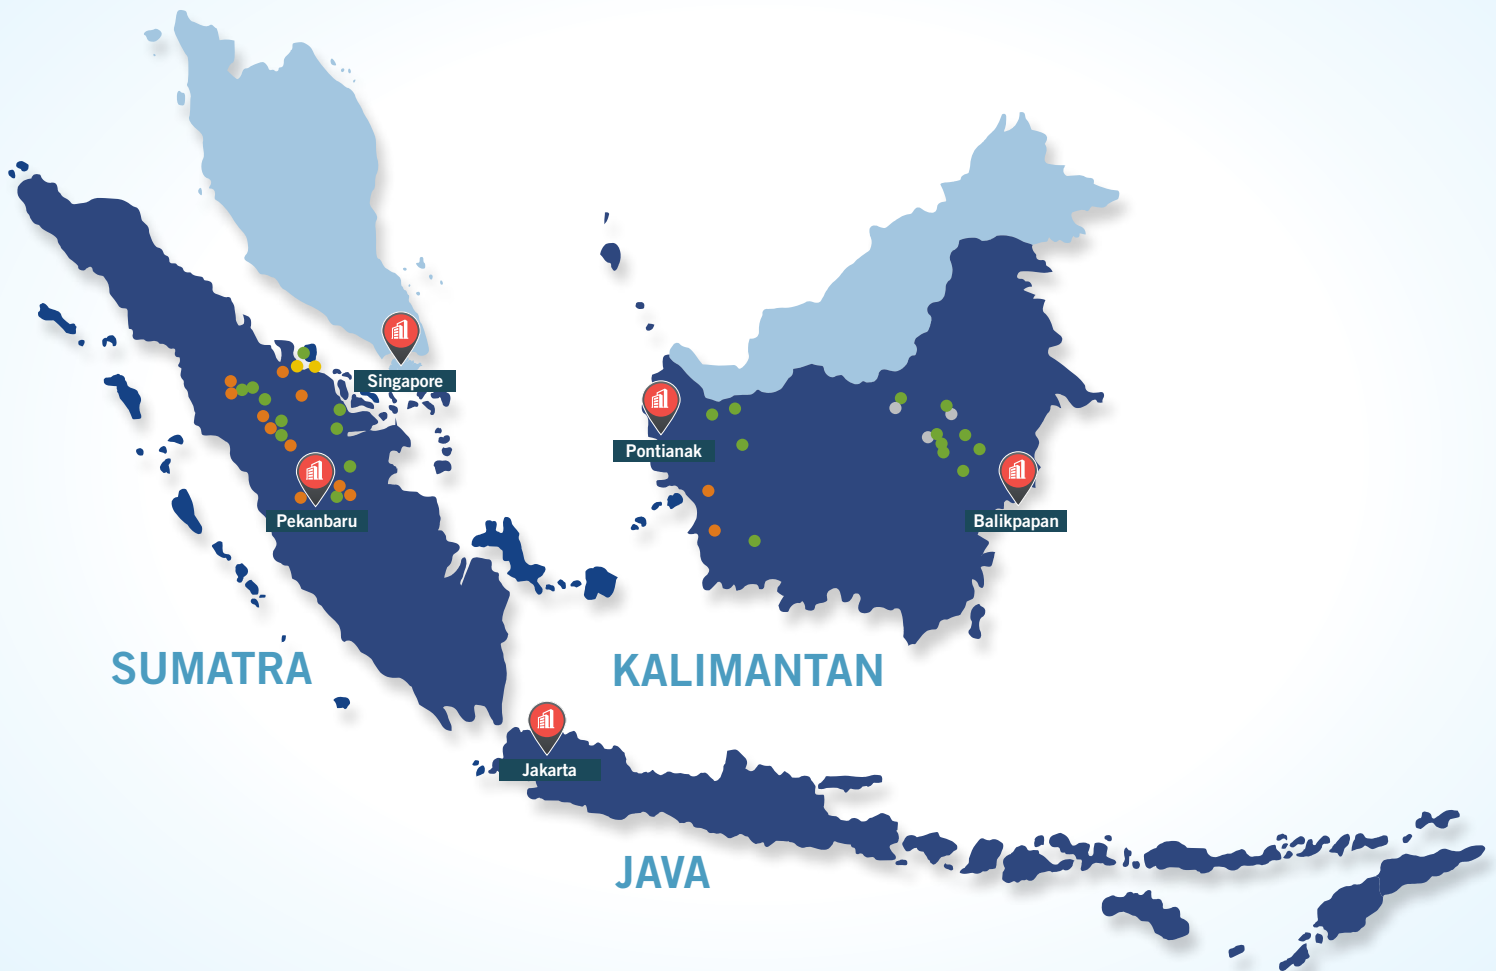 Singapore
Pontianak
Pekanbaru
Balikpapan
SUMATRA
KALIMANTAN
Jakarta
JAVA